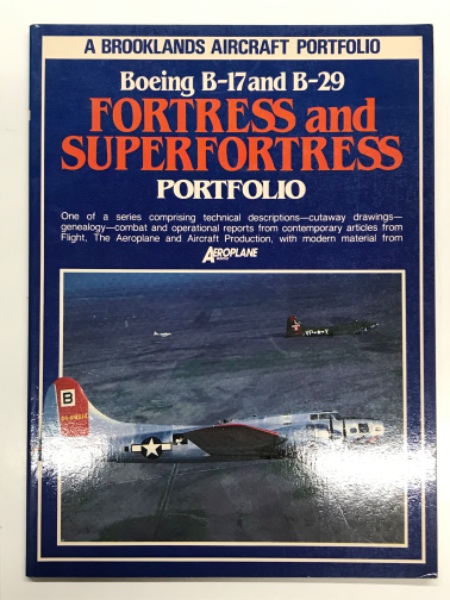 A BROOKLANDS AIRCRAFT PORTFOLIO
Boeing B-17 and B-29
FORTRESS and
SUPERFORTRESS
PORTFOLIO
One of a series comprising technical descriptions—cutaway drawings—
genealogy—combat and operational reports from contemporary articles from
Flight, The Aeroplane and Aircraft Production, with modern material from
AEROPLANE
B